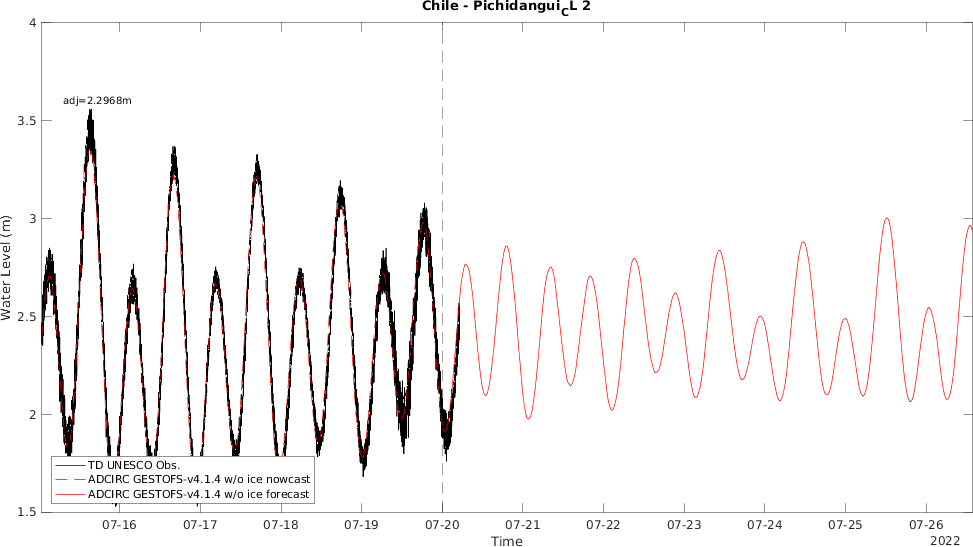 Chile - Pichidangui_CL 2
4
adj=2.2968m
3.5
3
Water Level (m)
2.5
2
TD UNESCO Obs.
ADCIRC GESTOFS-v4.1.4 w/o ice nowcast
ADCIRC GESTOFS-v4.1.4 w/o ice forecast
1.5
07-16 07-17 07-18 07-19 07-20 07-21 07-22 07-23 07-24 07-25 07-26
Time
2022